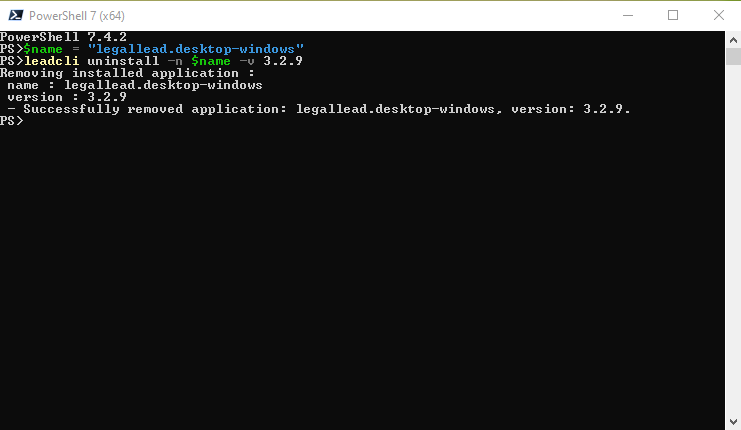 PowerShell 7 (x64)
PowerShell 7.4.2
PS>$name = "legallead.desktop-windows"
PS>leadcli uninstall -n $name -v 3.2.9
Removing installed application :
 name : legallead.desktop-windows
 version : 3.2.9
 - Successfully removed application: legallead.desktop-windows, version: 3.2.9.
PS>